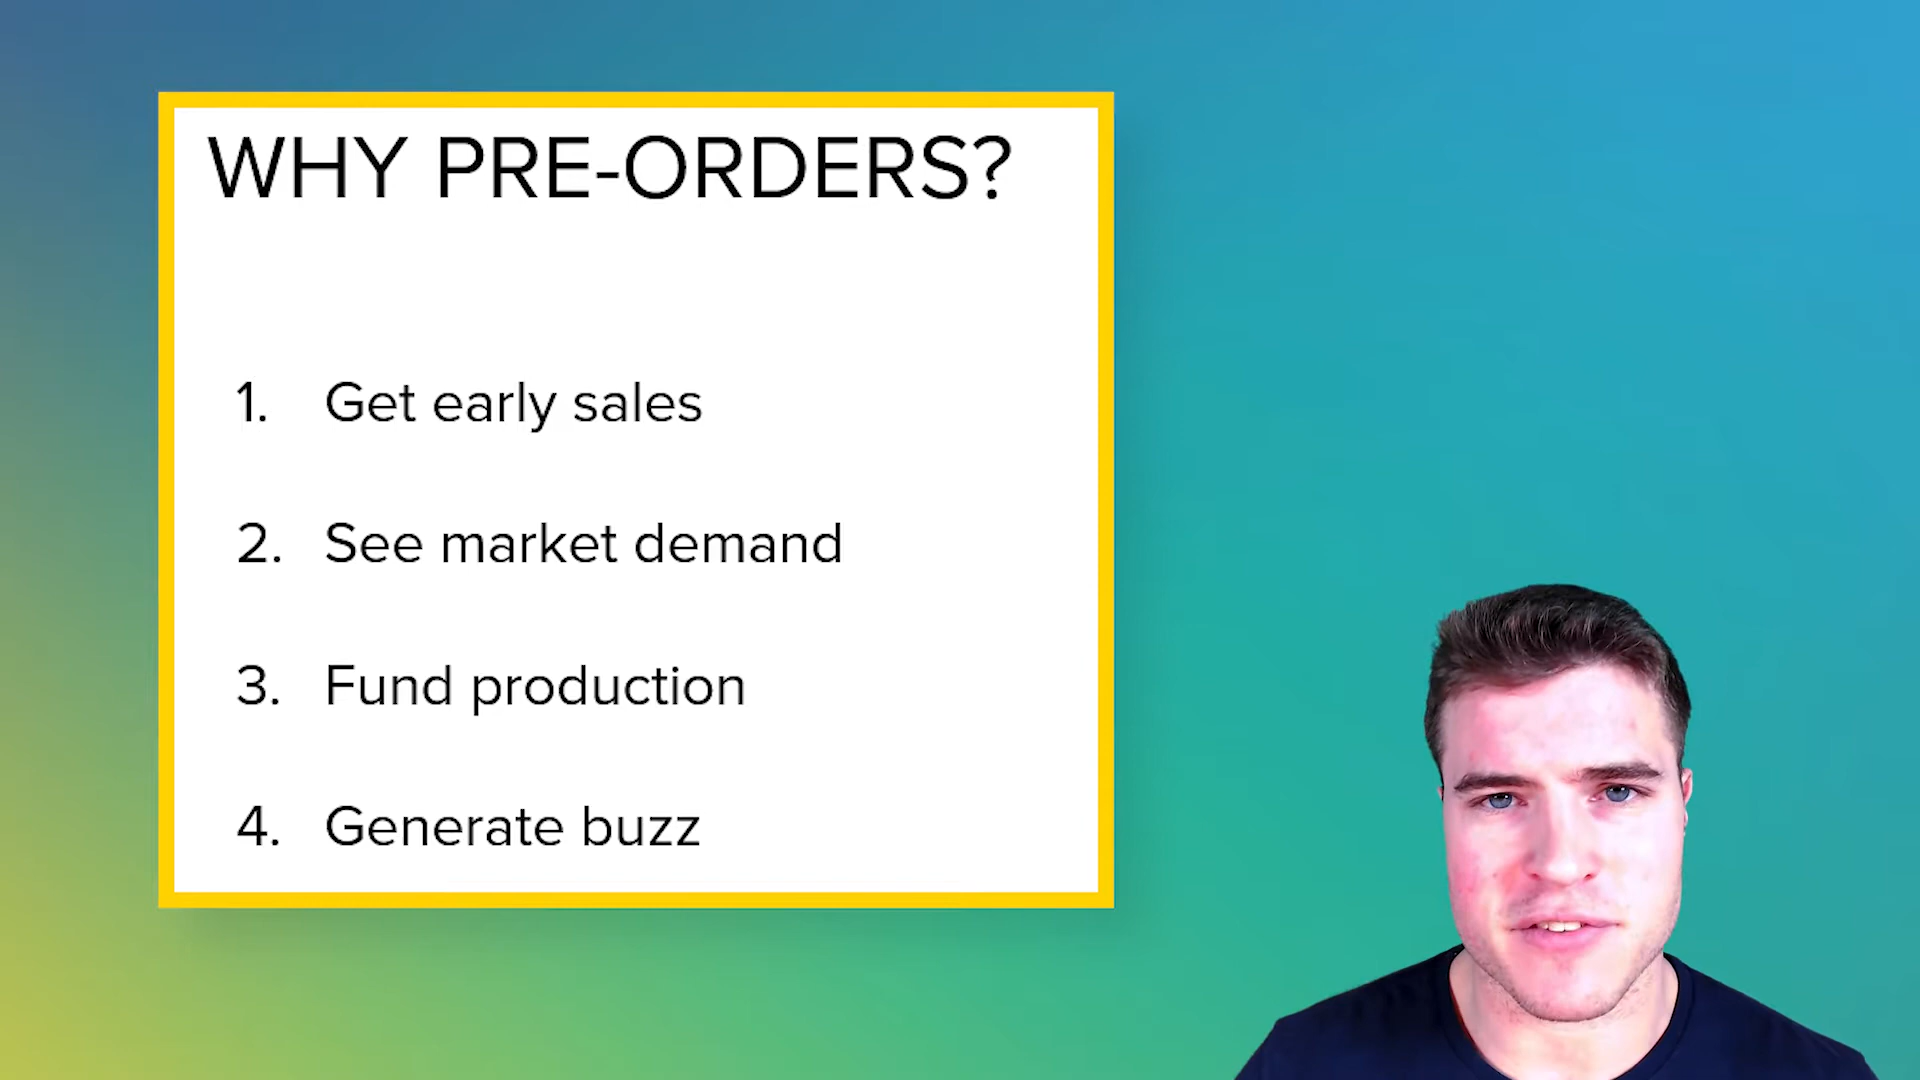 WHY PRE-ORDERS?
1. Get early sales
2. See market demand
3. Fund production
4. Generate buzz